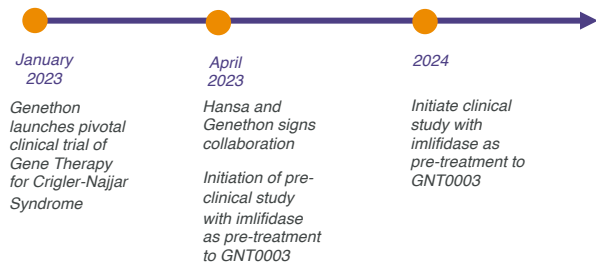 January
2023
Genethon
launches pivotal
clinical trial of
Gene Therapy
for Crigler-Najjar
Syndrome
April
2023
Hansa and
Genethon signs
collaboration
Initiation of pre-
clinical study
with imlifidase
as pre-treatment
to GNT0003
2024
Initiate clinical
study with
imlifidase as
pre-treatment to
GNT0003